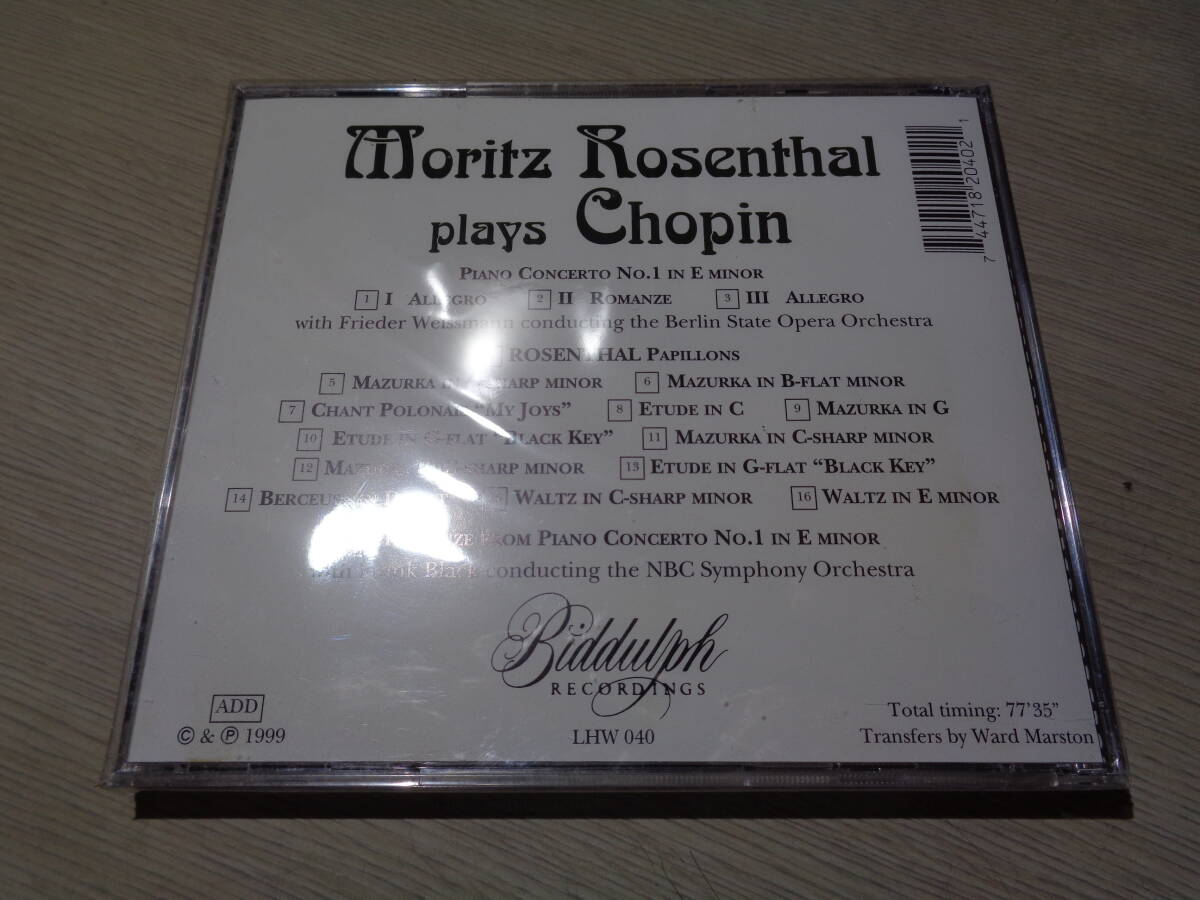 Moritz Rosenthal
plays Chopin
7 44718 20402 1
PIANO CONCERTO NO.1 IN E MINOR
1 I ALLEGRO 2 II ROMANZE 3 III ALLEGRO
with Frieder Weissmann conducting the Berlin State Opera Orchestra
ROSENTHAL PAPILLONS
5 MAZURKA IN SHARP MINOR 6 MAZURKA IN B-FLAT MINOR
7 CHANT POLONAIS "MY JOYS" 8 ETUDE IN C 9 MAZURKA IN G
10 ETUDE IN G-FLAT "BLACK KEY" 11 MAZURKA IN C-SHARP MINOR
12 SHARP MINOR 13 ETUDE IN G-FLAT "BLACK KEY"
14 BERCEUSE WALTZ IN C-SHARP MINOR 16 WALTZ IN E MINOR
FROM PIANO CONCERTO NO.1 IN E MINOR
Black conducting the NBC Symphony Orchestra
Biddulph
RECORDINGS
ADD
© & ℗ 1999
LHW 040
Total timing: 77'35"
Transfers by Ward Marston